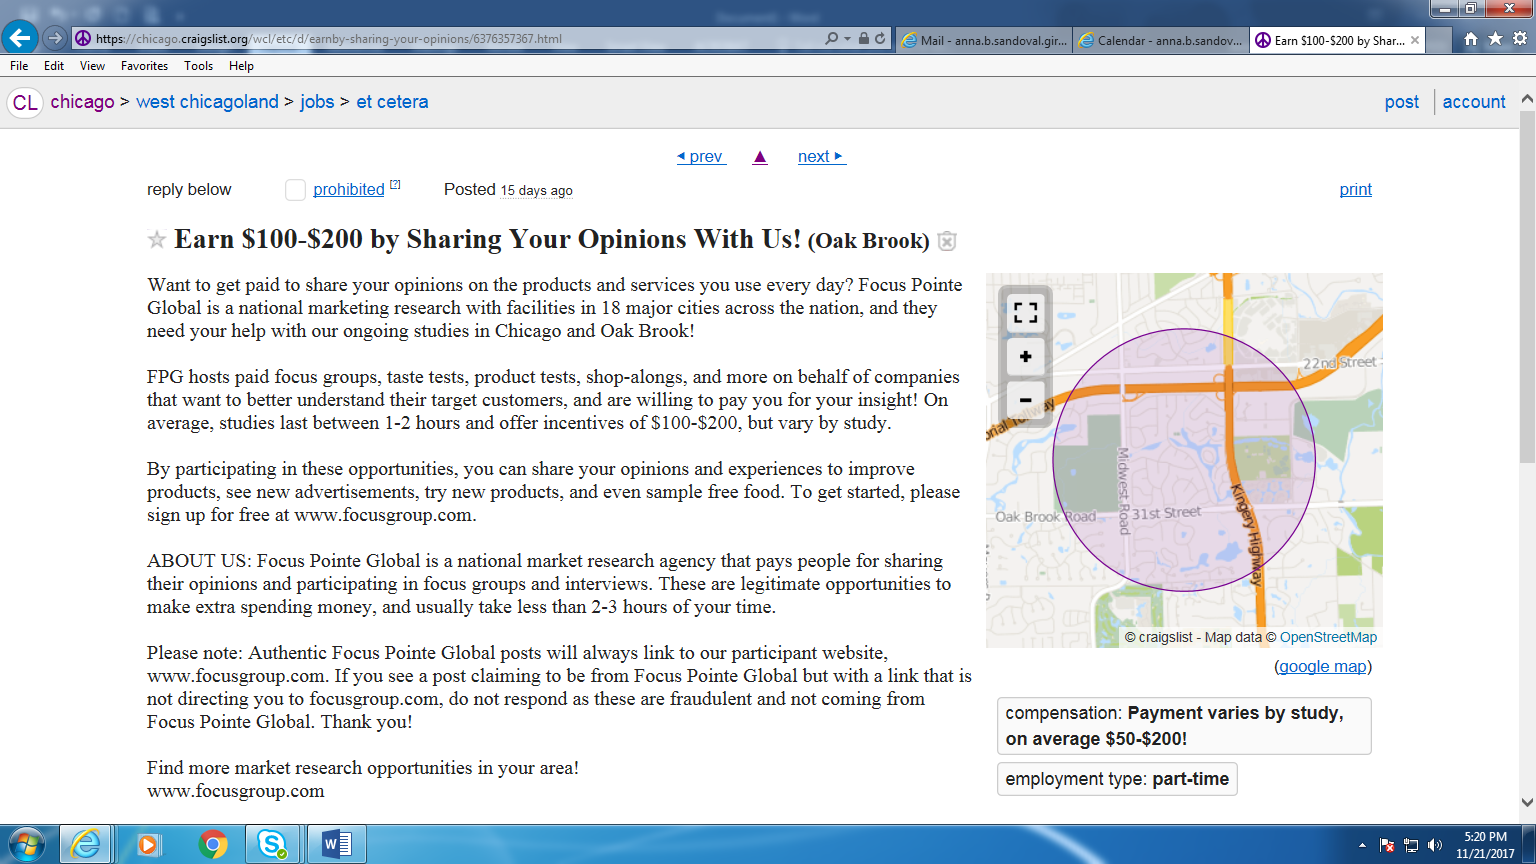 https://chicago.craigslist.org/wcl/etc/d/earnby-sharing-your-opinions/6376357367.html
Mail - anna.b.sandoval.gir...
Calendar - anna.b.sandov...
Earn $100-$200 by Shar...
File Edit View Favorites Tools Help
CL chicago > west chicagoland > jobs > et cetera
post account
prev next
reply below prohibited [?] Posted 15 days ago print
Earn $100-$200 by Sharing Your Opinions With Us! (Oak Brook)
Want to get paid to share your opinions on the products and services you use every day? Focus Pointe
Global is a national marketing research with facilities in 18 major cities across the nation, and they
need your help with our ongoing studies in Chicago and Oak Brook!
FPG hosts paid focus groups, taste tests, product tests, shop-alongs, and more on behalf of companies
that want to better understand their target customers, and are willing to pay you for your insight! On
average, studies last between 1-2 hours and offer incentives of $100-$200, but vary by study.
By participating in these opportunities, you can share your opinions and experiences to improve
products, see new advertisements, try new products, and even sample free food. To get started, please
sign up for free at www.focusgroup.com.
ABOUT US: Focus Pointe Global is a national market research agency that pays people for sharing
their opinions and participating in focus groups and interviews. These are legitimate opportunities to
make extra spending money, and usually take less than 2-3 hours of your time.
Please note: Authentic Focus Pointe Global posts will always link to our participant website,
www.focusgroup.com. If you see a post claiming to be from Focus Pointe Global but with a link that is
not directing you to focusgroup.com, do not respond as these are fraudulent and not coming from
Focus Pointe Global. Thank you!
Find more market research opportunities in your area!
www.focusgroup.com
+
−
22nd Street
Tollway
Midwest Road
Oak Brook Road
31st Street
Kingery Highway
© craigslist - Map data © OpenStreetMap
(google map)
compensation: Payment varies by study,
on average $50-$200!
employment type: part-time
5:20 PM
11/21/2017